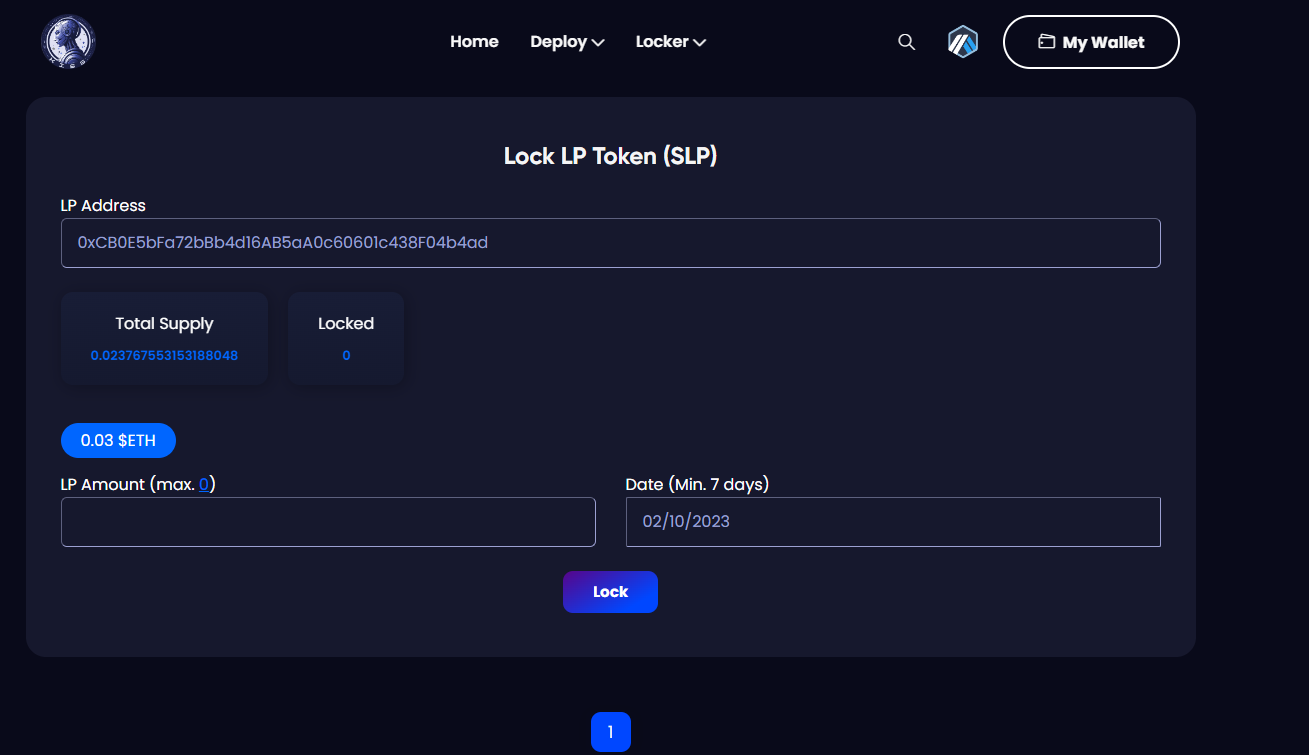 Home Deploy Locker My Wallet
Lock LP Token (SLP)
LP Address
0xCB0E5bFa72bBb4d16AB5aA0c60601c438F04b4ad
Total Supply Locked
0.023767553153188048 0
0.03 $ETH
LP Amount (max. 0) Date (Min. 7 days)
02/10/2023
Lock
1